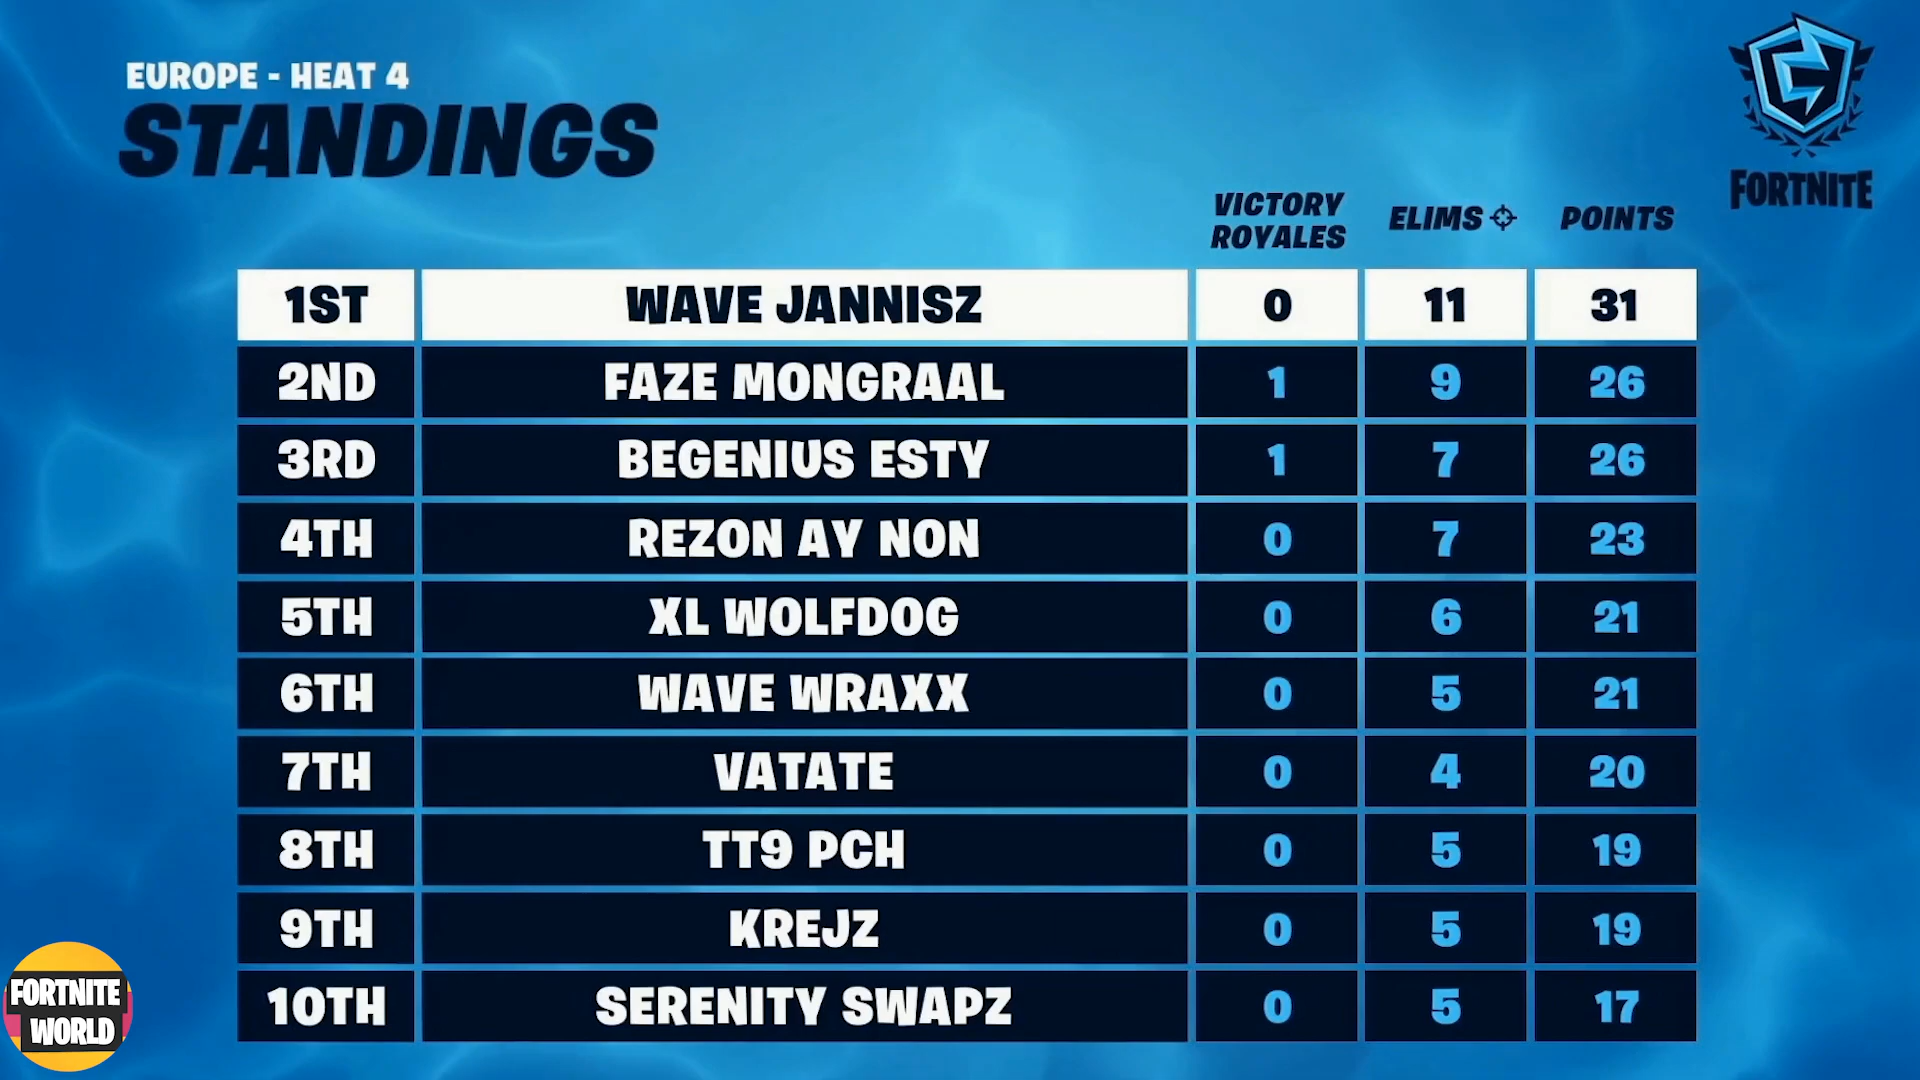 EUROPE - HEAT 4
STANDINGS
FORTNITE
VICTORY ROYALES ELIMS POINTS
1ST WAVE JANNISZ 0 11 31
2ND FAZE MONGRAAL 1 9 26
3RD BEGENIUS ESTY 1 7 26
4TH REZON AY NON 0 7 23
5TH XL WOLFDOG 0 6 21
6TH WAVE WRAXX 0 5 21
7TH VATATE 0 4 20
8TH TT9 PCH 0 5 19
9TH KREJZ 0 5 19
10TH SERENITY SWAPZ 0 5 17
FORTNITE
WORLD